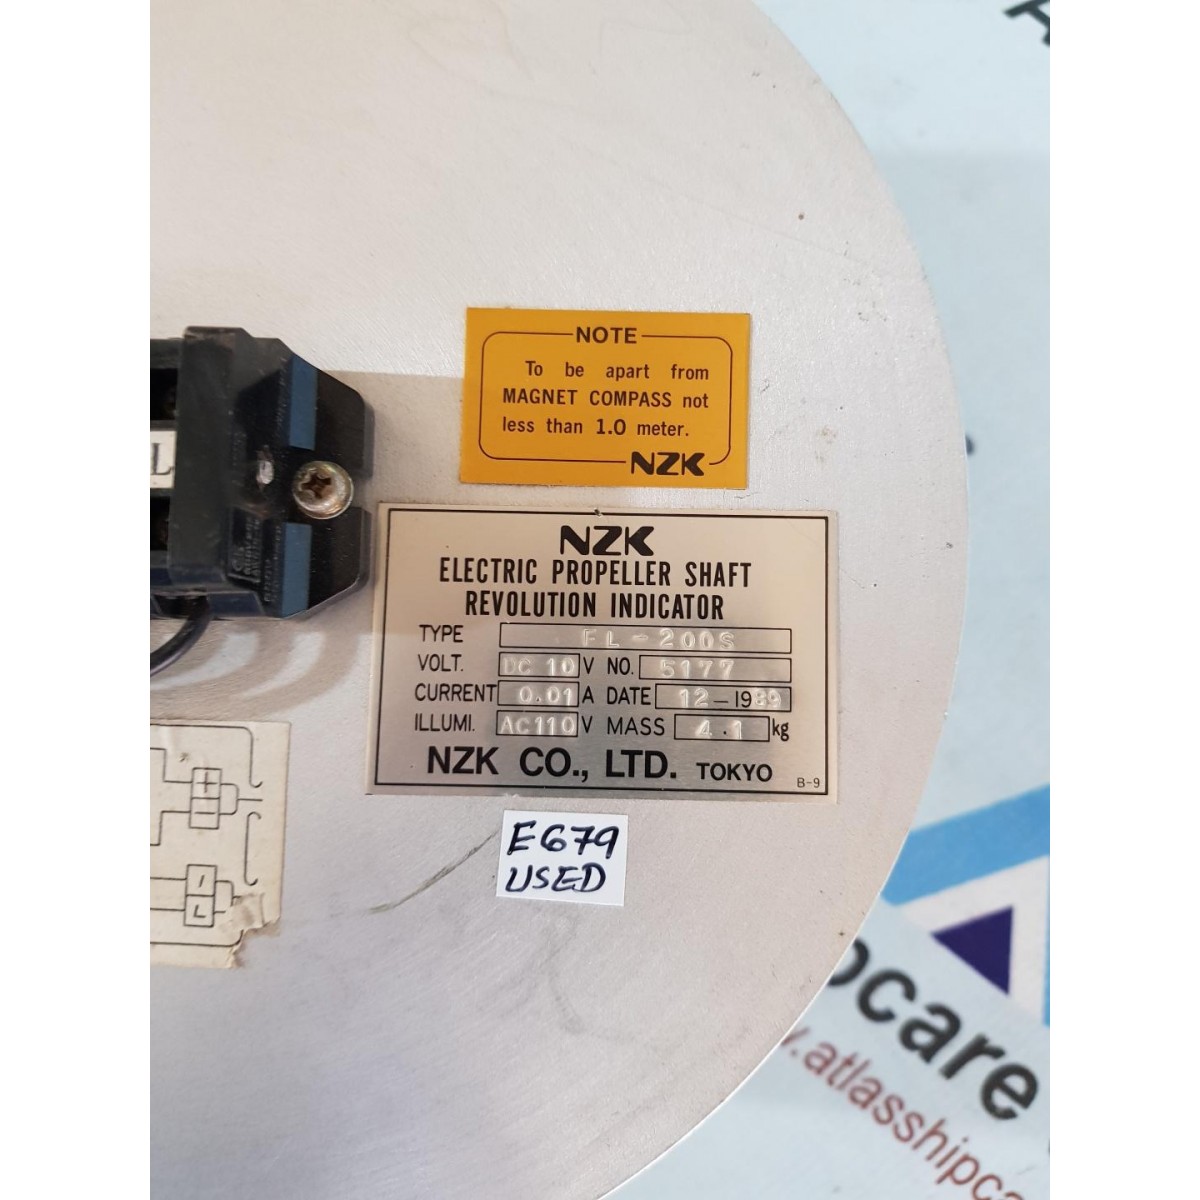 NOTE
To be apart from
MAGNET COMPASS not
less than 1.0 meter.
NZK
L
NZK
ELECTRIC PROPELLER SHAFT
REVOLUTION INDICATOR
TYPE FL-200S
VOLT. DC 10 V NO. 5177
CURRENT 0.01 A DATE 12-1989
ILLUMI. AC110 V MASS 4.1 kg
NZK CO., LTD. TOKYO
B-9
+
L
E679
USED
pcare
w.atlasshipca